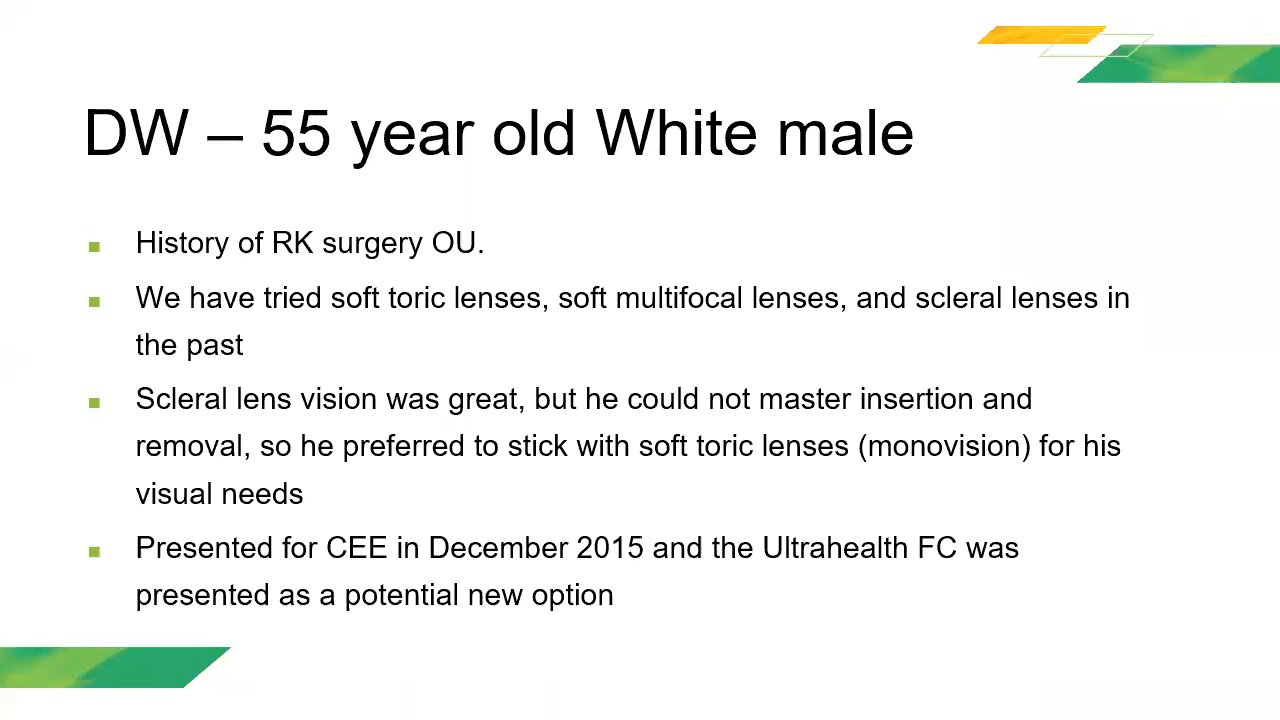 DW – 55 year old White male
History of RK surgery OU.
We have tried soft toric lenses, soft multifocal lenses, and scleral lenses in
the past
Scleral lens vision was great, but he could not master insertion and
removal, so he preferred to stick with soft toric lenses (monovision) for his
visual needs
Presented for CEE in December 2015 and the Ultrahealth FC was
presented as a potential new option